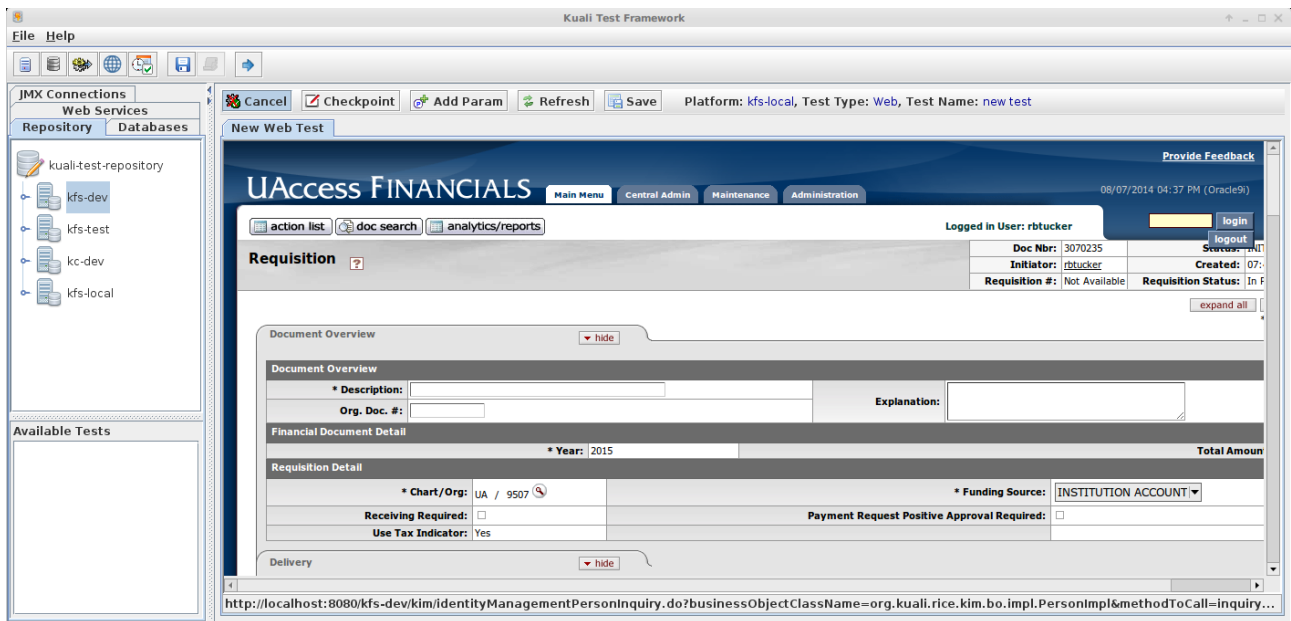 Kuali Test Framework
File Help
JMX Connections
Web Services
Repository Databases
kuali-test-repository
kfs-dev
kfs-test
kc-dev
kfs-local
Available Tests
Cancel Checkpoint Add Param Refresh Save Platform: kfs-local, Test Type: Web, Test Name: new test
New Web Test
Provide Feedback
UACCESS FINANCIALS Main Menu Central Admin Maintenance Administration 08/07/2014 04:37 PM (Oracle9i)
action list doc search analytics/reports Logged in User: rbtucker login
logout
Requisition ?
Doc Nbr: 3070235 Status: INIT
Initiator: rbtucker Created: 07:
Requisition #: Not Available Requisition Status: In P
expand all
Document Overview hide
Document Overview
* Description: Explanation:
Org. Doc. #:
Financial Document Detail
* Year: 2015 Total Amoun
Requisition Detail
* Chart/Org: UA / 9507 * Funding Source: INSTITUTION ACCOUNT
Receiving Required: Payment Request Positive Approval Required:
Use Tax Indicator: Yes
Delivery hide
http://localhost:8080/kfs-dev/kim/identityManagementPersonInquiry.do?businessObjectClassName=org.kuali.rice.kim.bo.impl.PersonImpl&methodToCall=inquiry...